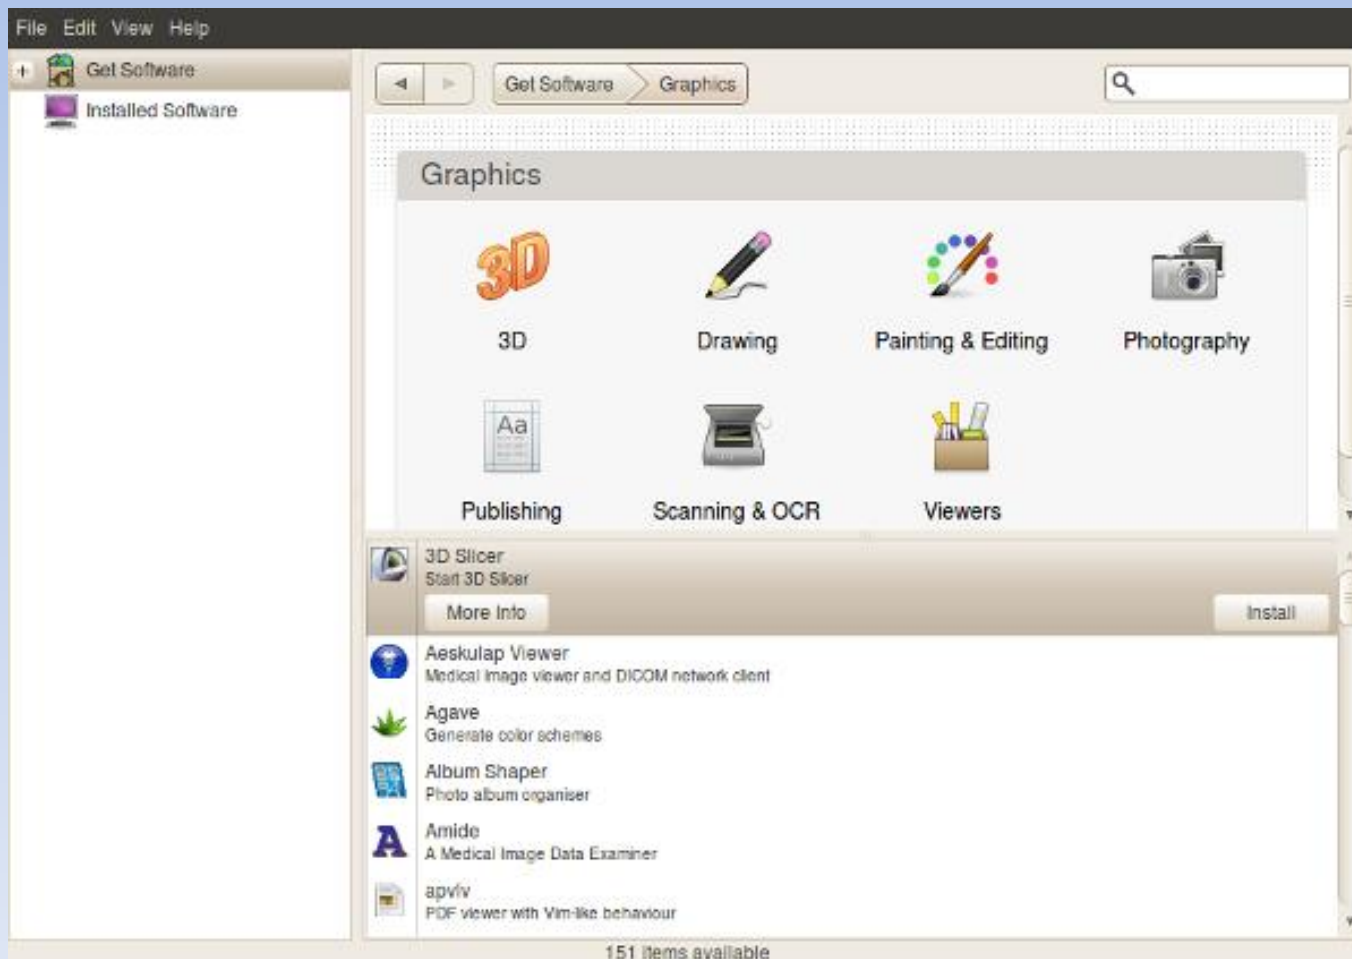 File Edit View Help
Get Software
Installed Software
Get Software Graphics
Graphics
3D
Drawing
Painting & Editing
Photography
Aa
Publishing
Scanning & OCR
Viewers
3D Slicer
Start 3D Slicer
More Info
Install
Aeskulap Viewer
Medical image viewer and DICOM network client
Agave
Generate color schemes
Album Shaper
Photo album organiser
Amide
A Medical Image Data Examiner
apvlv
PDF viewer with Vim-like behaviour
151 items available